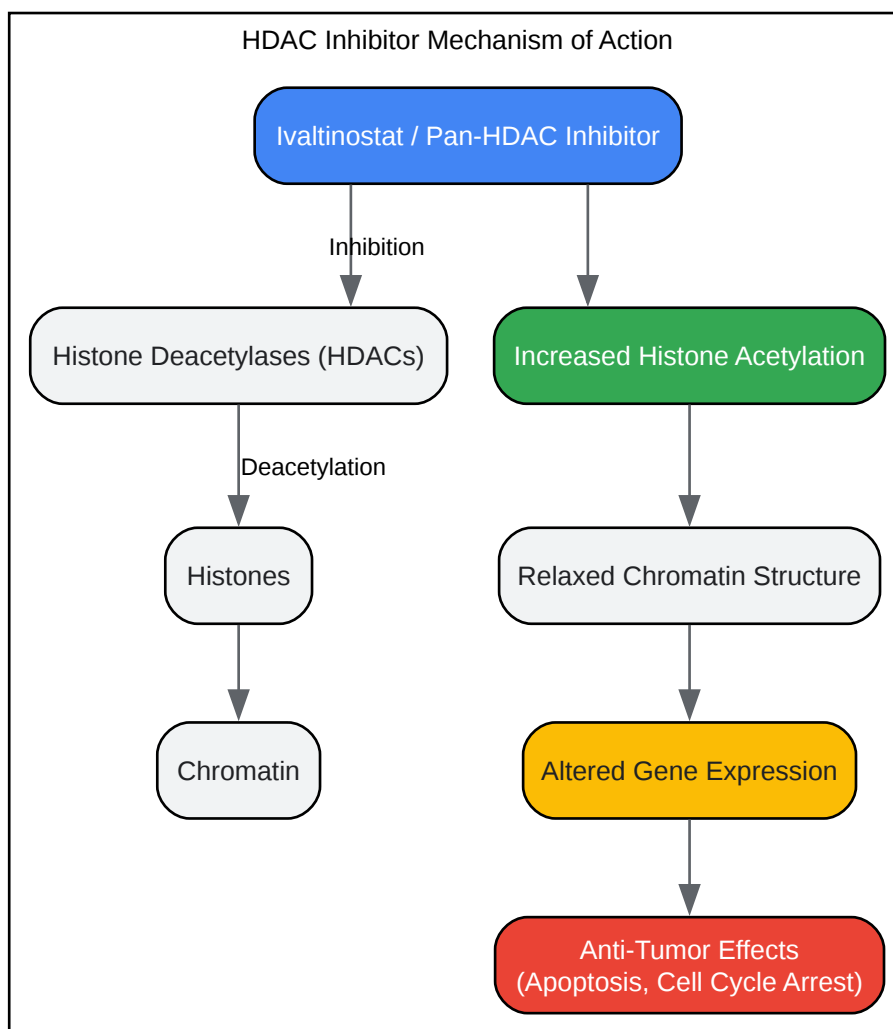 HDAC Inhibitor Mechanism of Action
Ivaltinostat / Pan-HDAC Inhibitor
Inhibition
Histone Deacetylases (HDACs)
Increased Histone Acetylation
Deacetylation
Histones
Relaxed Chromatin Structure
Chromatin
Altered Gene Expression
Anti-Tumor Effects
(Apoptosis, Cell Cycle Arrest)